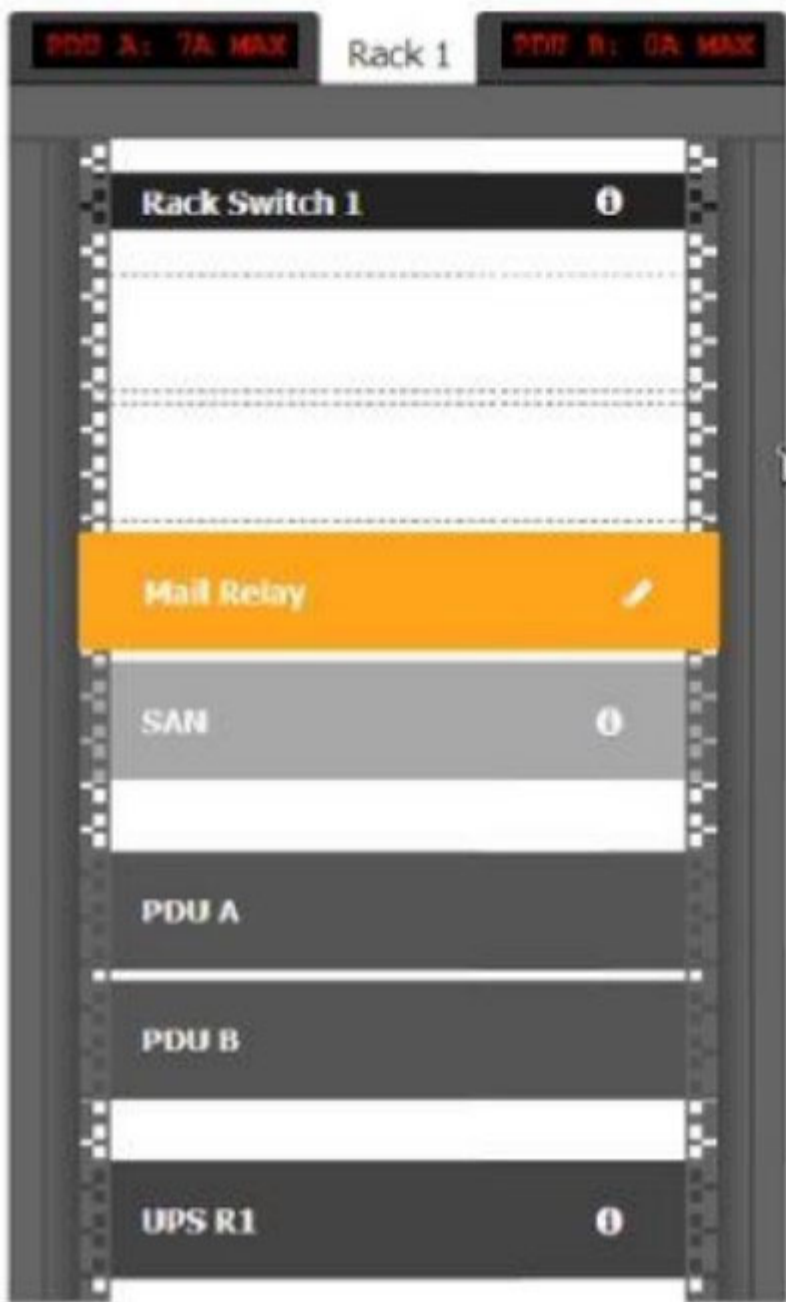 PDU A: 7A MAX
Rack 1
PDU B: 0A MAX
Rack Switch 1
Mail Relay
SAN
PDU A
PDU B
UPS R1